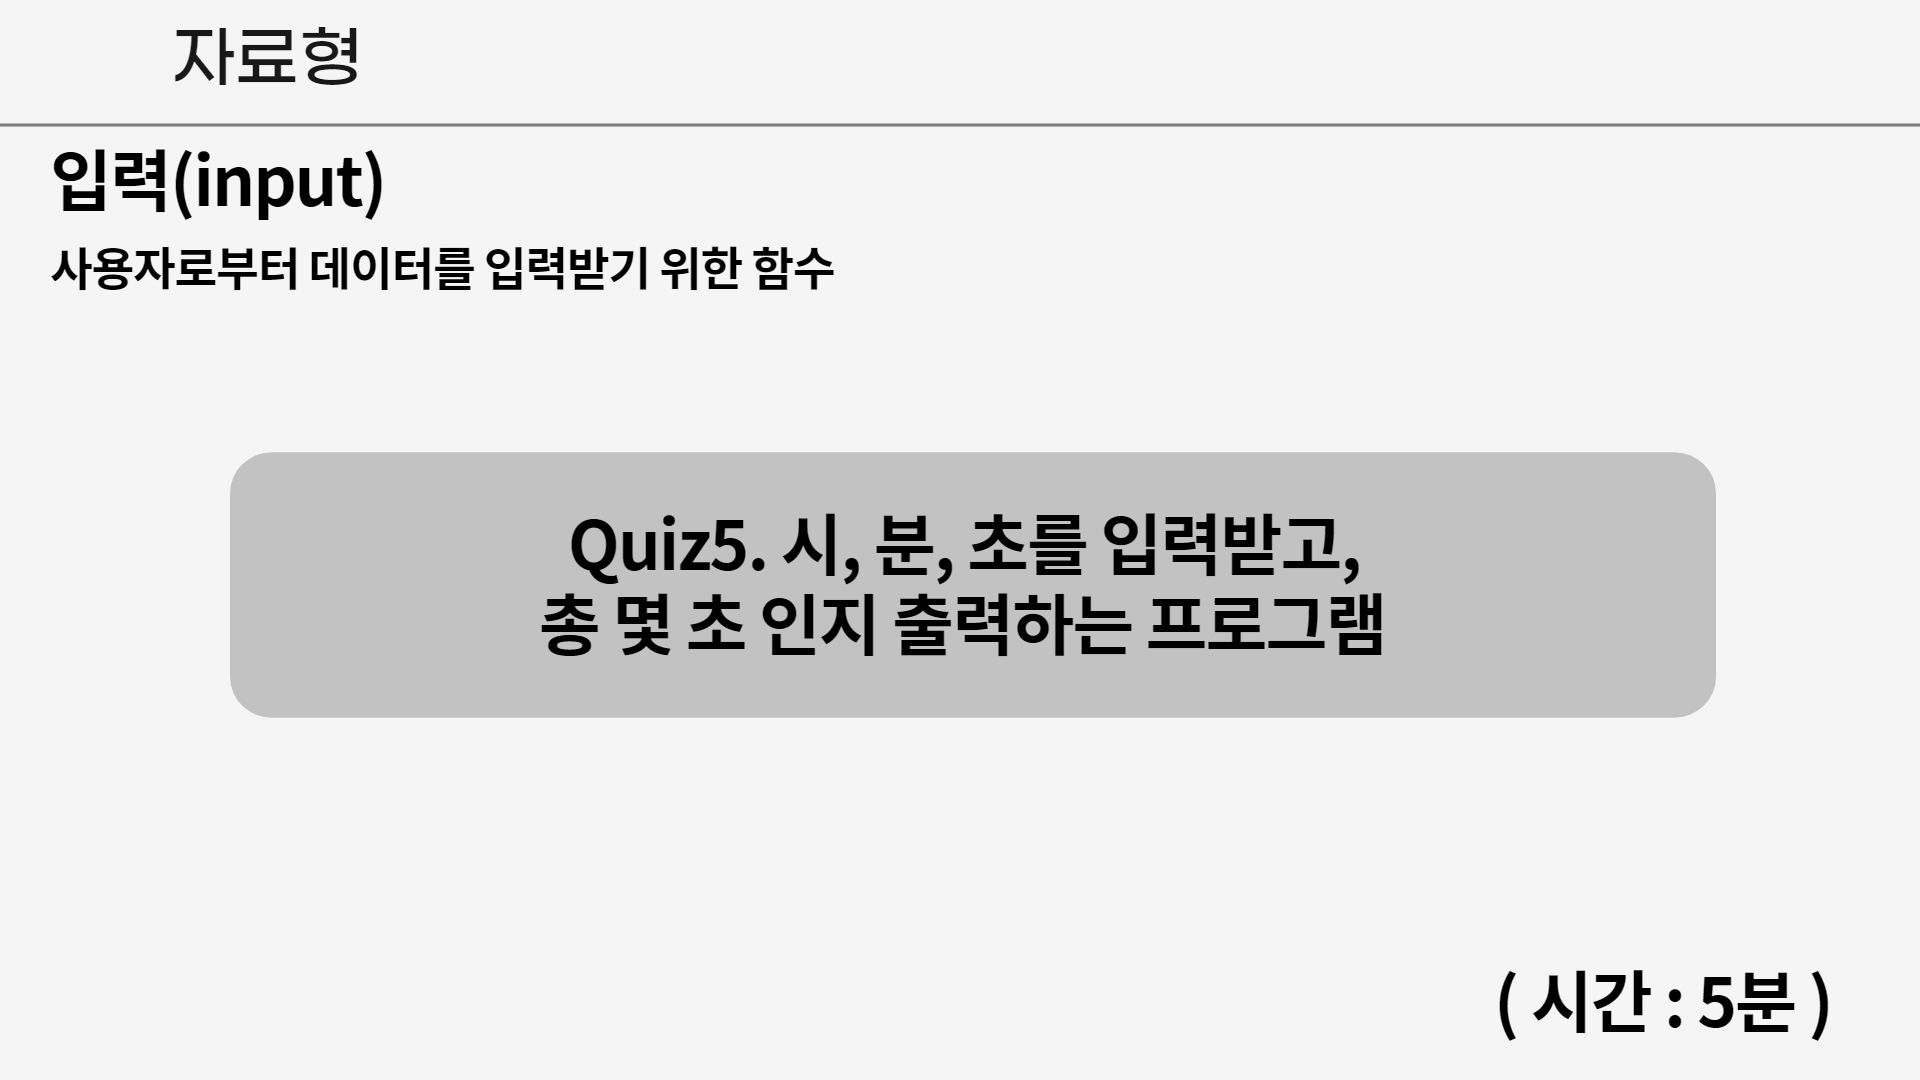 자료형
입력(input)
사용자로부터 데이터를 입력받기 위한 함수
Quiz5. 시, 분, 초를 입력받고,
총 몇 초 인지 출력하는 프로그램
( 시간 : 5분 )